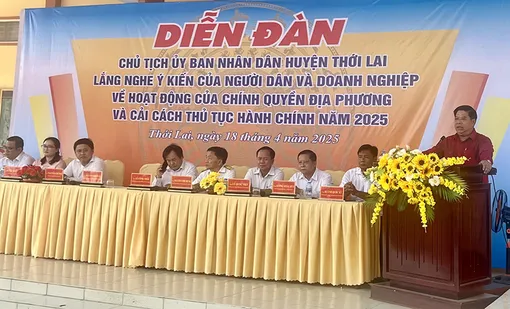 DIỄN ĐÀN
CHỦ TỊCH ỦY BAN NHÂN DÂN HUYỆN THỚI LAI
LẮNG NGHE Ý KIẾN CỦA NGƯỜI DÂN VÀ DOANH NGHIỆP
VỀ HOẠT ĐỘNG CỦA CHÍNH QUYỀN ĐỊA PHƯƠNG
VÀ CẢI CÁCH THỦ TỤC HÀNH CHÍNH NĂM 2025
Thới Lai, ngày 18 tháng 4 năm 2025